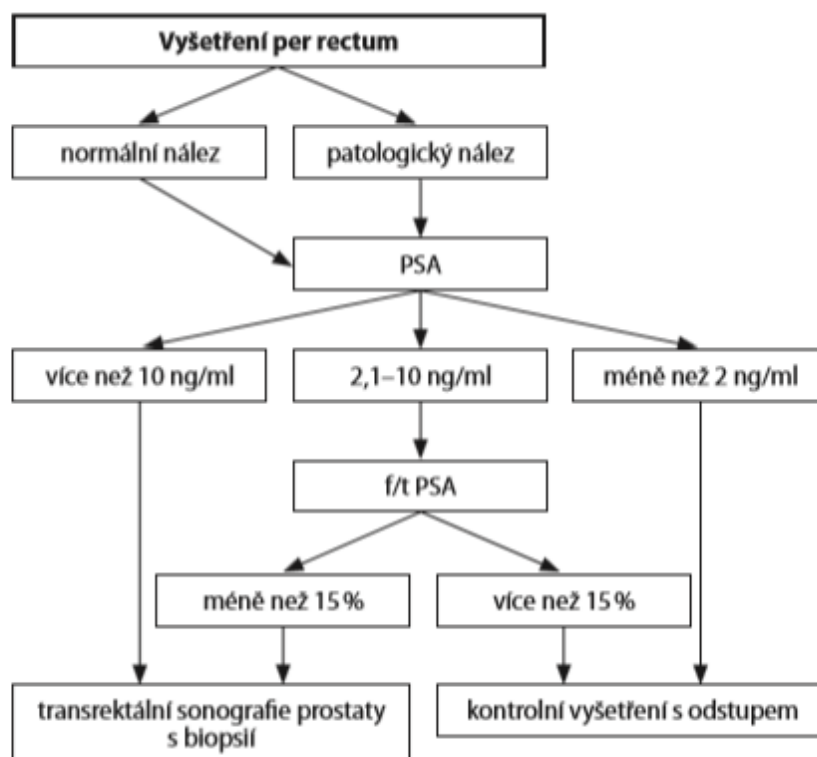 Vyšetření per rectum
normální nález
patologický nález
PSA
více než 10 ng/ml
2,1–10 ng/ml
méně než 2 ng/ml
f/t PSA
méně než 15 %
více než 15 %
transrektální sonografie prostaty
s biopsií
kontrolní vyšetření s odstupem